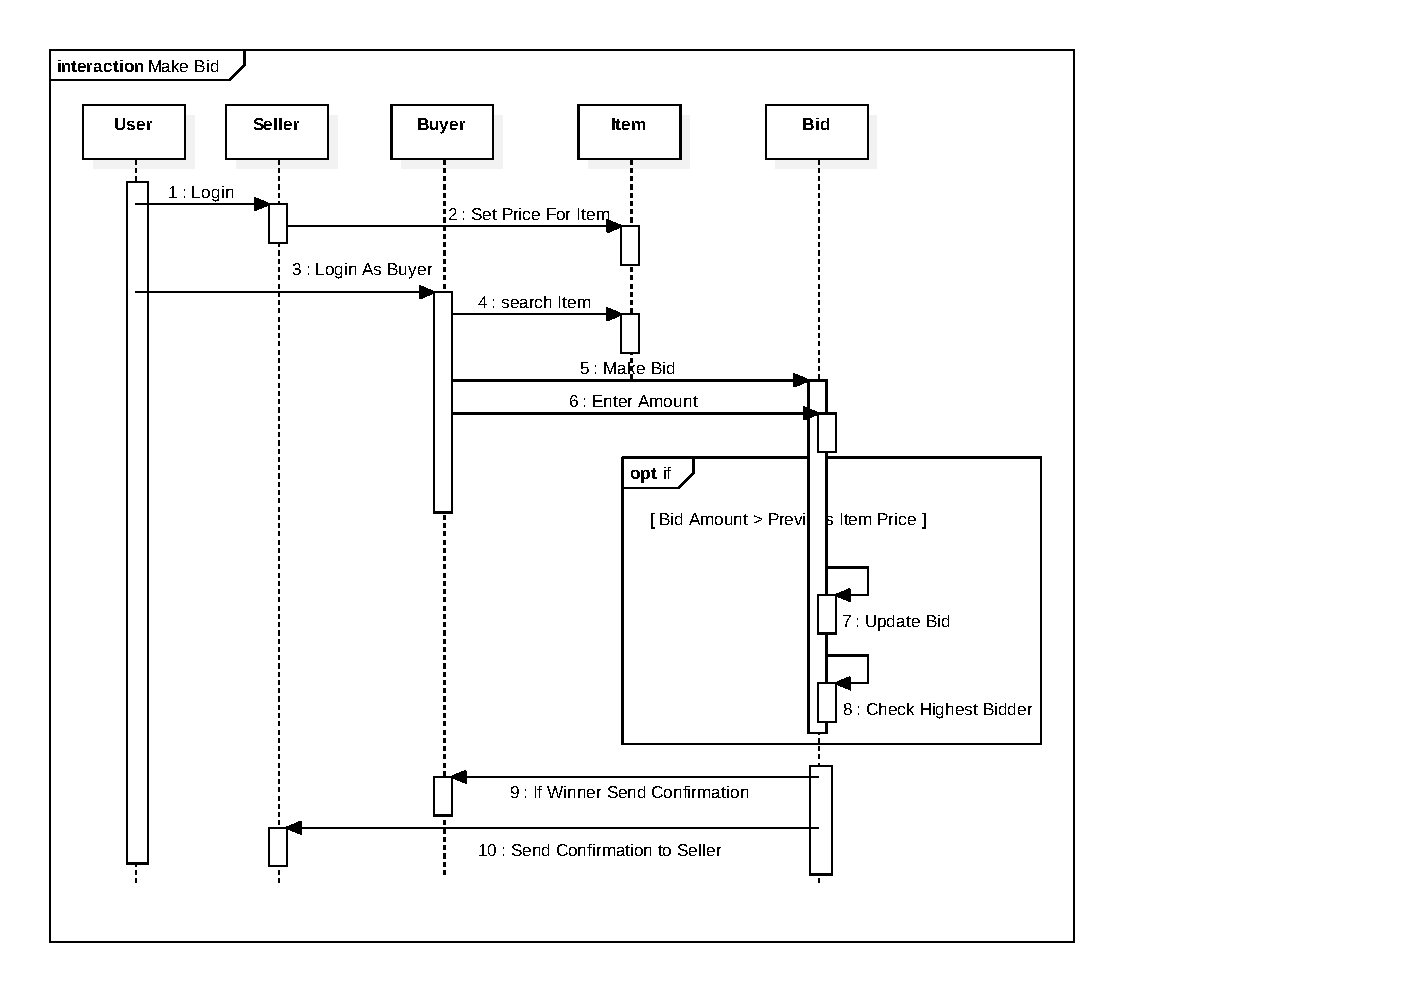 interaction Make Bid
User
Seller
Buyer
Item
Bid
1 : Login
2 : Set Price For Item
3 : Login As Buyer
4 : search Item
5 : Make Bid
6 : Enter Amount
opt if
[ Bid Amount > Previ s Item Price ]
7 : Update Bid
8 : Check Highest Bidder
9 : If Winner Send Confirmation
10 : Send Confirmation to Seller